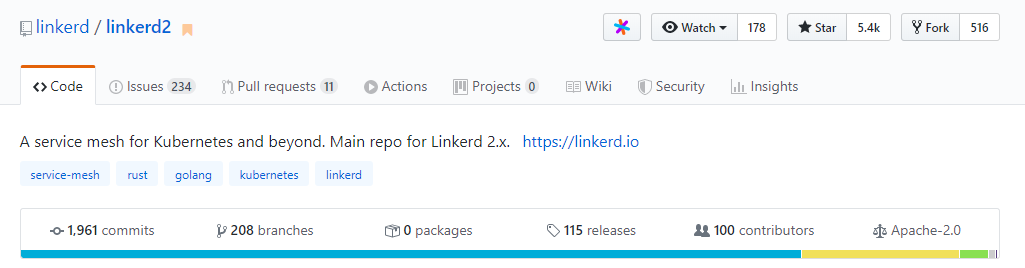 linkerd / linkerd2 Watch 178 Star 5.4k Fork 516
Code Issues 234 Pull requests 11 Actions Projects 0 Wiki Security Insights
A service mesh for Kubernetes and beyond. Main repo for Linkerd 2.x. https://linkerd.io
service-mesh rust golang kubernetes linkerd
1,961 commits 208 branches 0 packages 115 releases 100 contributors Apache-2.0